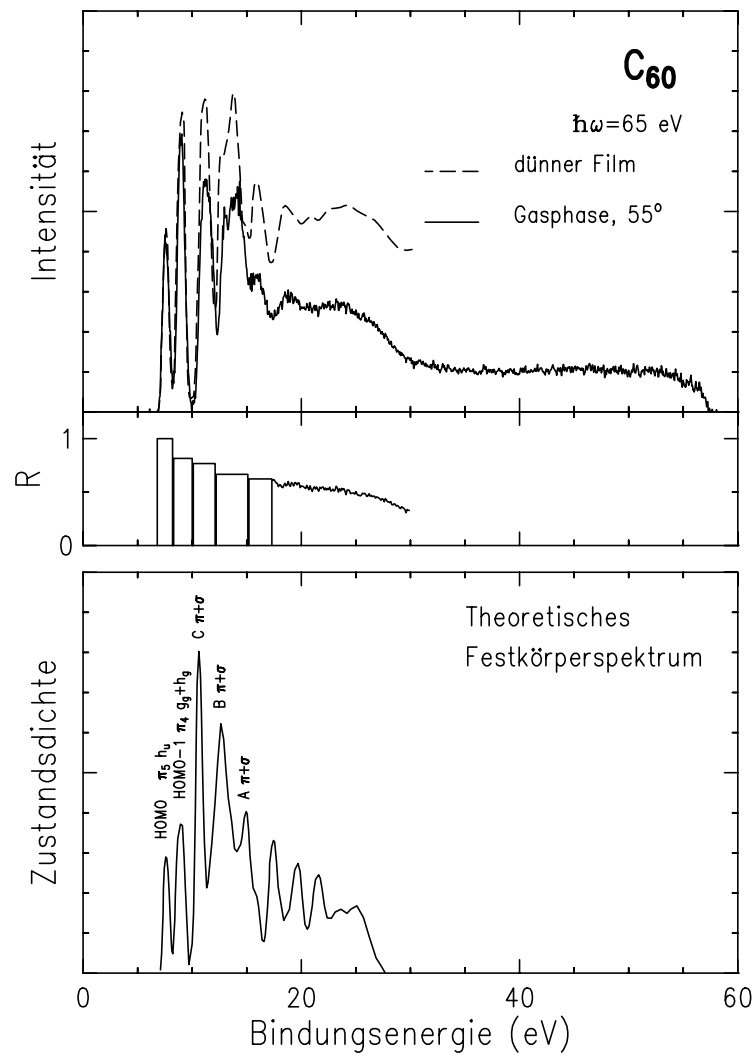 C60
ħω=65 eV
dünner Film
Gasphase, 55°
Intensität
1
R
0
Theoretisches
Festkörperspektrum
HOMO π5 hu
HOMO-1 π4 gg+hg
C π+σ
B π+σ
A π+σ
Zustandsdichte
0 20 40 60
Bindungsenergie (eV)